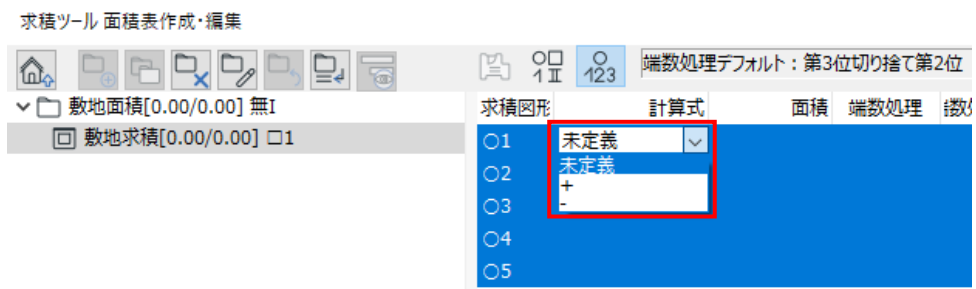 求積ツール 面積表作成・編集
○□
1Ⅱ
○
123
端数処理デフォルト：第3位切り捨て第2位
敷地面積[0.00/0.00] 無I
敷地求積[0.00/0.00] □1
求積図形 計算式 面積 端数処理
○1 未定義
未定義
○2
+
○3 -
○4
○5